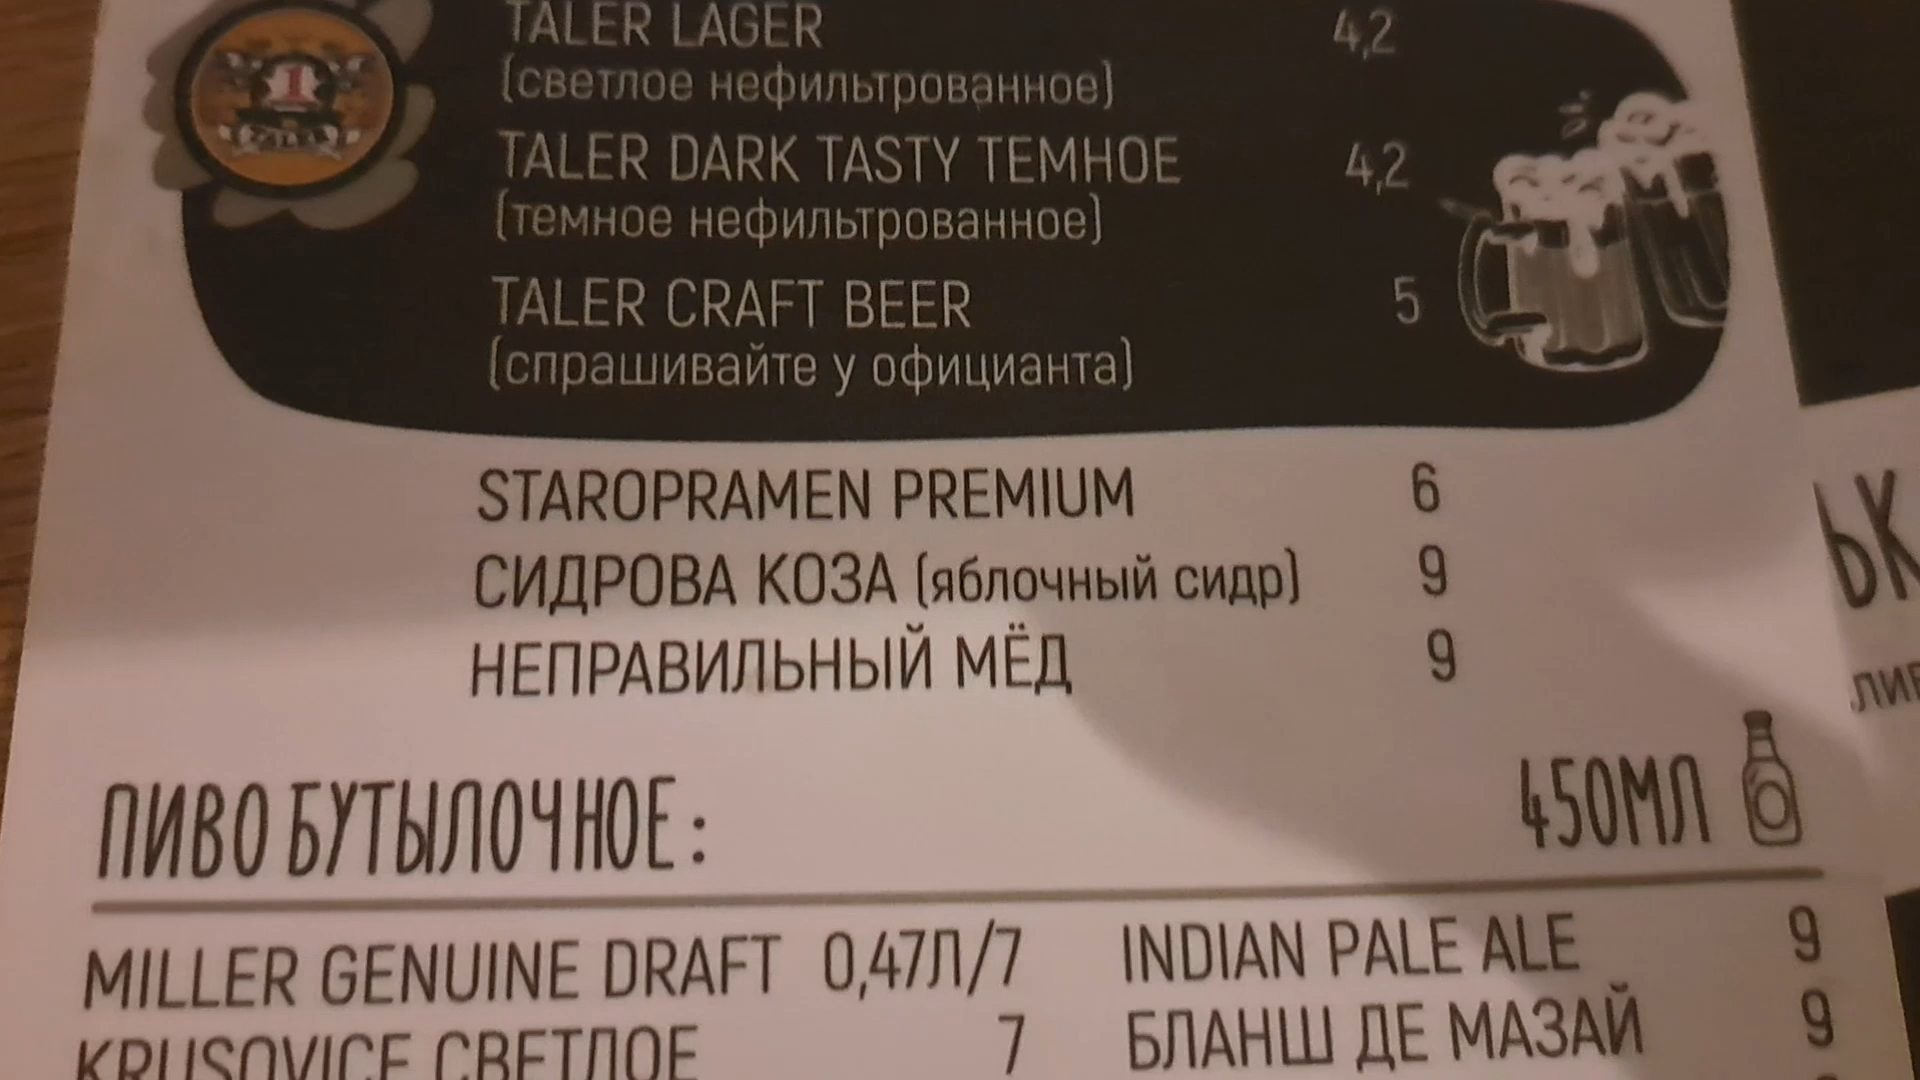 TALER LAGER 4,2
(светлое нефильтрованное)
TALER DARK TASTY ТЕМНОЕ 4,2
(темное нефильтрованное)
TALER CRAFT BEER 5
(спрашивайте у официанта)
STAROPRAMEN PREMIUM 6
СИДРОВА КОЗА (яблочный сидр) 9
НЕПРАВИЛЬНЫЙ МЁД 9
ПИВО БУТЫЛОЧНОЕ: 450МЛ
MILLER GENUINE DRAFT 0,47Л/7
INDIAN PALE ALE 9
KRUSOVICE СВЕТЛОЕ 7
БЛАНШ ДЕ МАЗАЙ 9